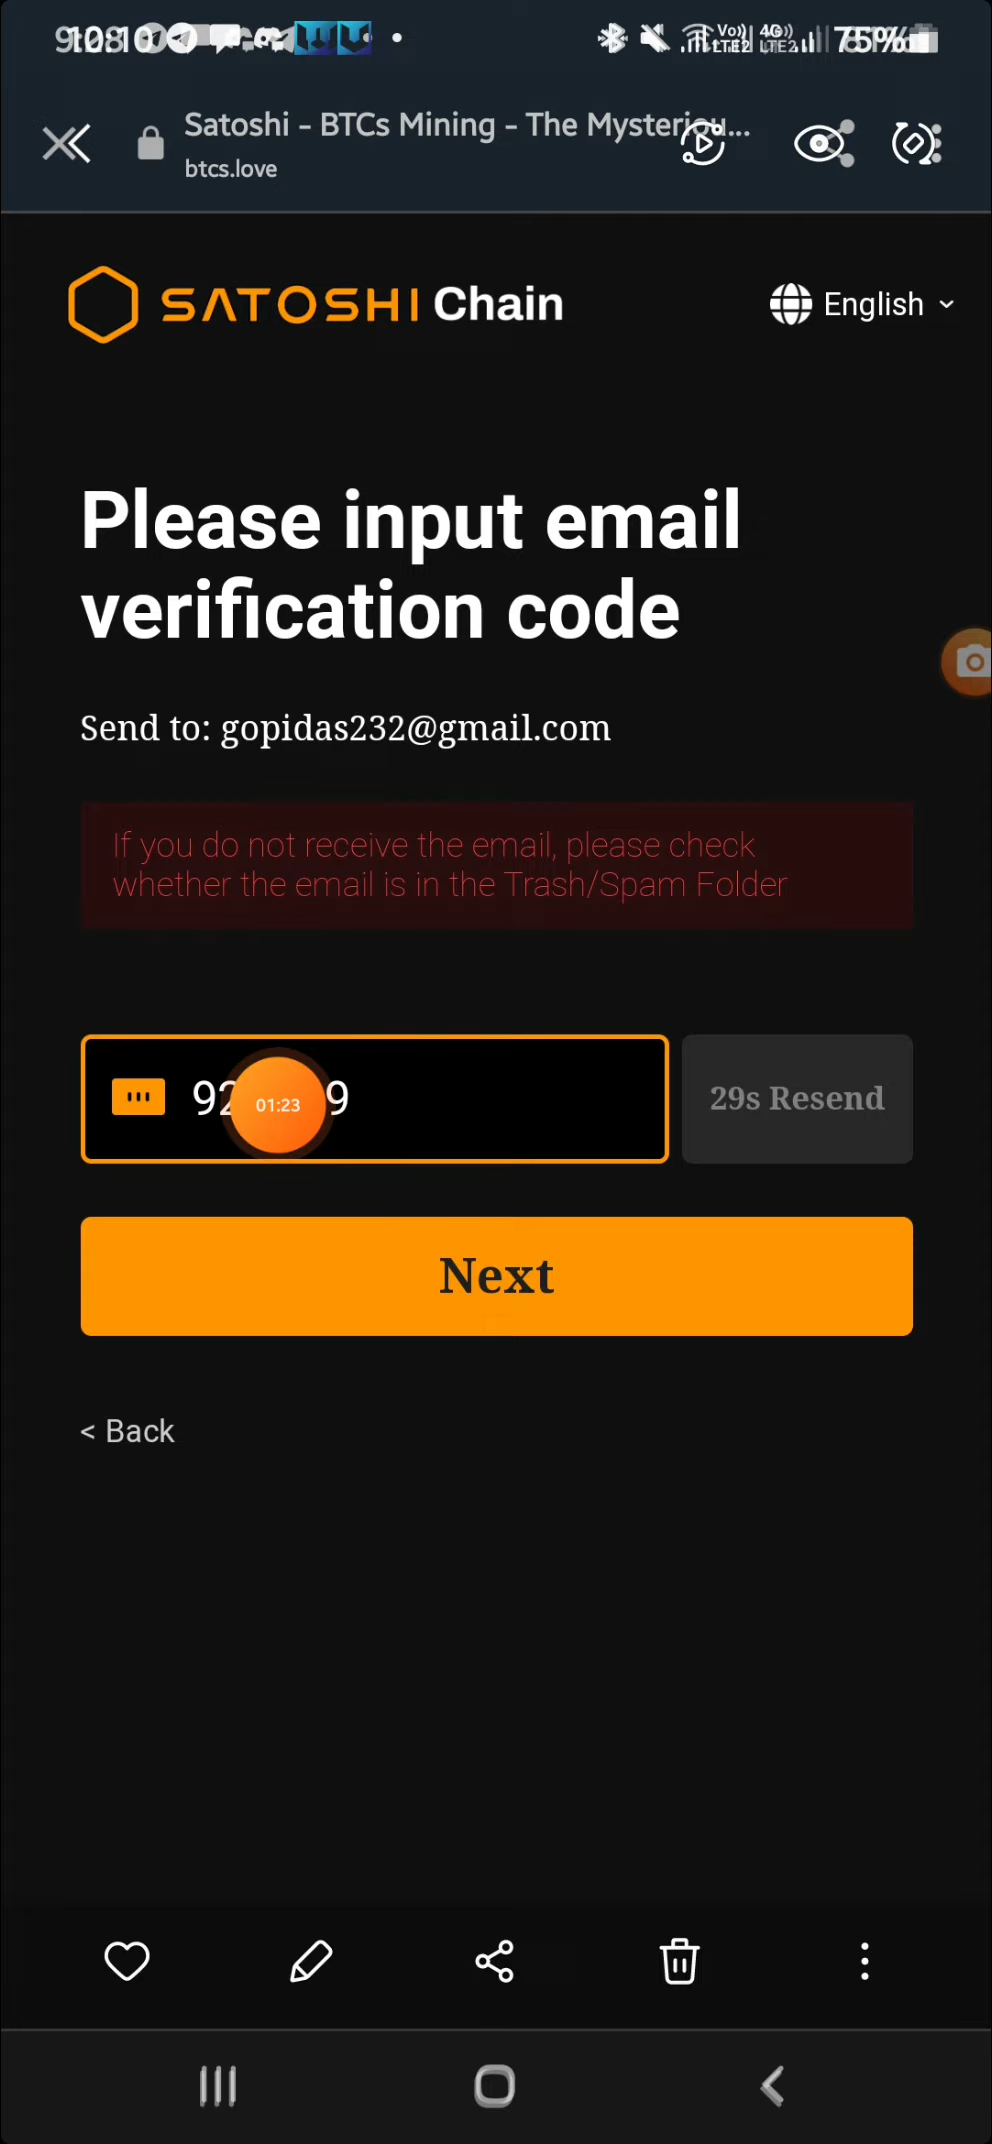 Satoshi - BTCs Mining - The Mysteriou...
btcs.love
SATOSHI Chain
English
Please input email
verification code
Send to: gopidas232@gmail.com
If you do not receive the email, please check
whether the email is in the Trash/Spam Folder
01:23
29s Resend
Next
< Back